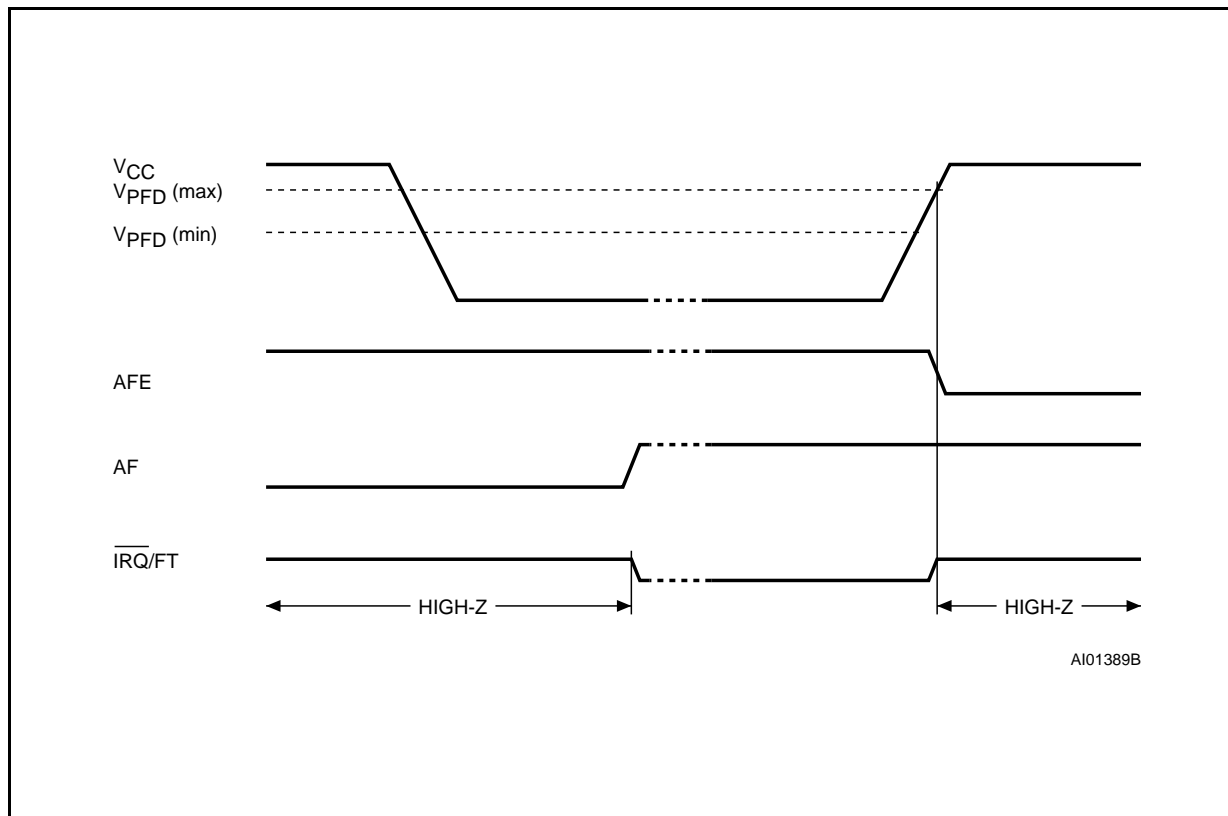 VCC
VPFD (max)
VPFD (min)
AFE
AF
IRQ/FT
HIGH-Z
HIGH-Z
AI01389B